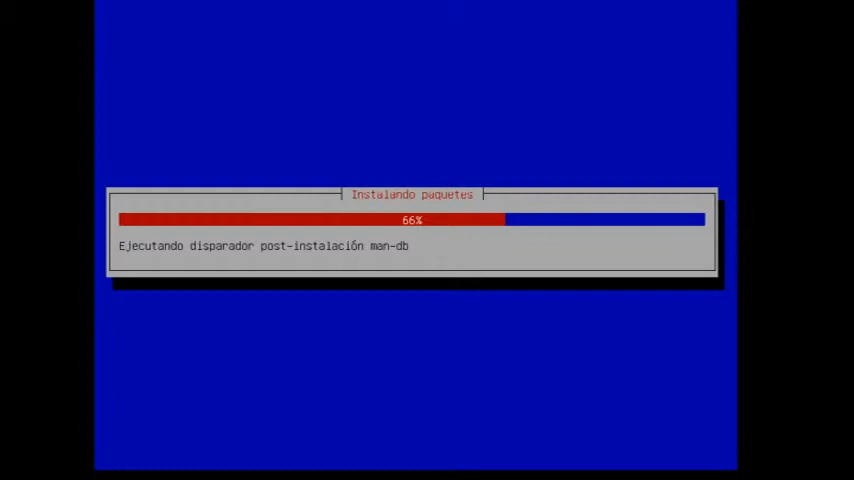 Instalando paquetes
66%
Ejecutando disparador post-instalación man-db